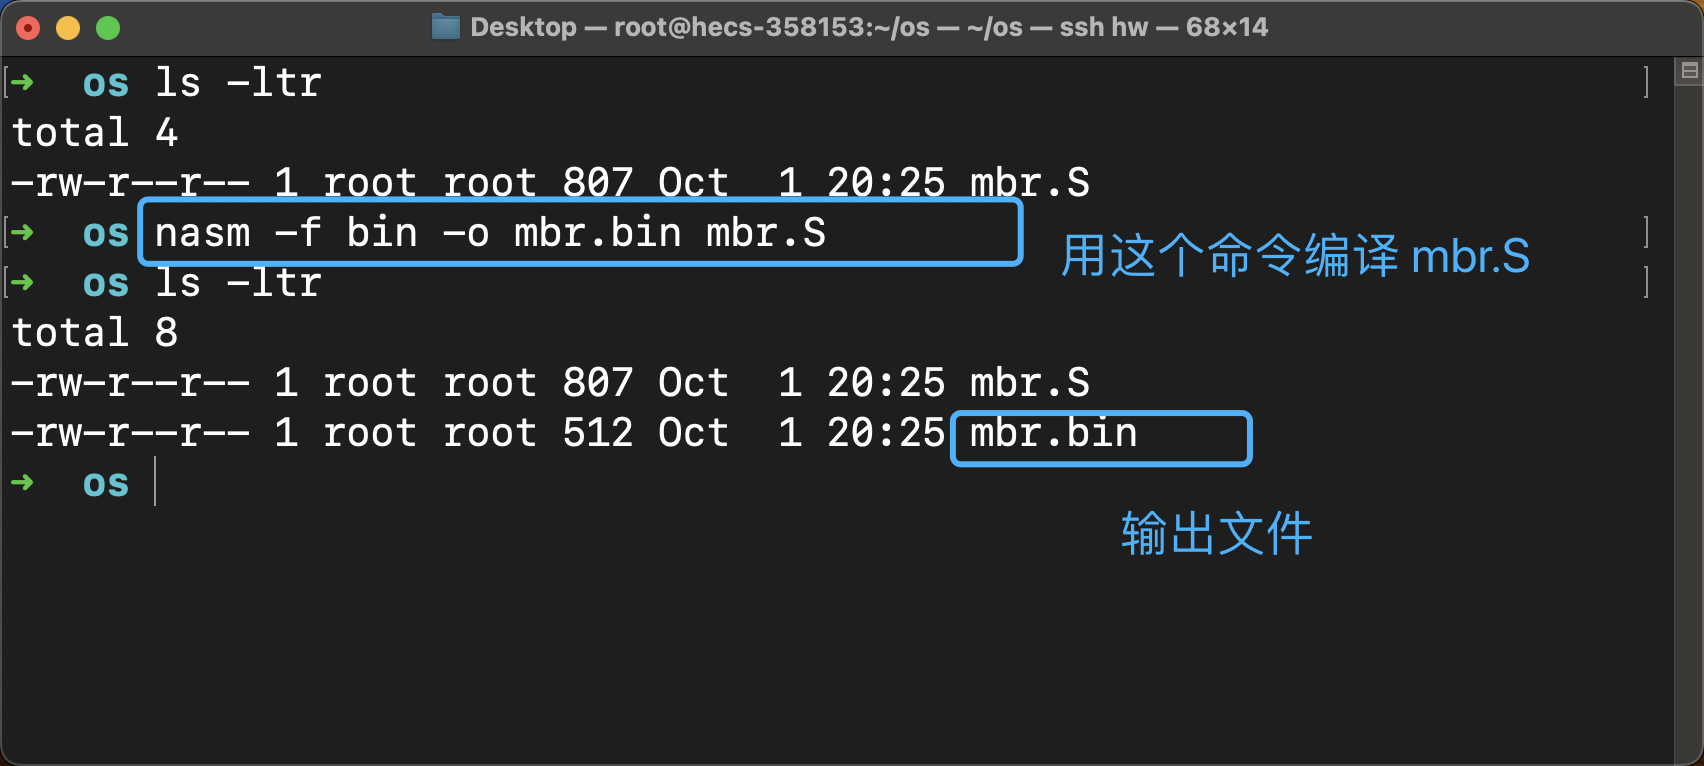 Desktop — root@hecs-358153:~/os — ~/os — ssh hw — 68×14
[➜  os ls -ltr ]
total 4
-rw-r--r-- 1 root root 807 Oct  1 20:25 mbr.S
[➜  os nasm -f bin -o mbr.bin mbr.S ]
用这个命令编译 mbr.S
[➜  os ls -ltr ]
total 8
-rw-r--r-- 1 root root 807 Oct  1 20:25 mbr.S
-rw-r--r-- 1 root root 512 Oct  1 20:25 mbr.bin
➜  os
输出文件